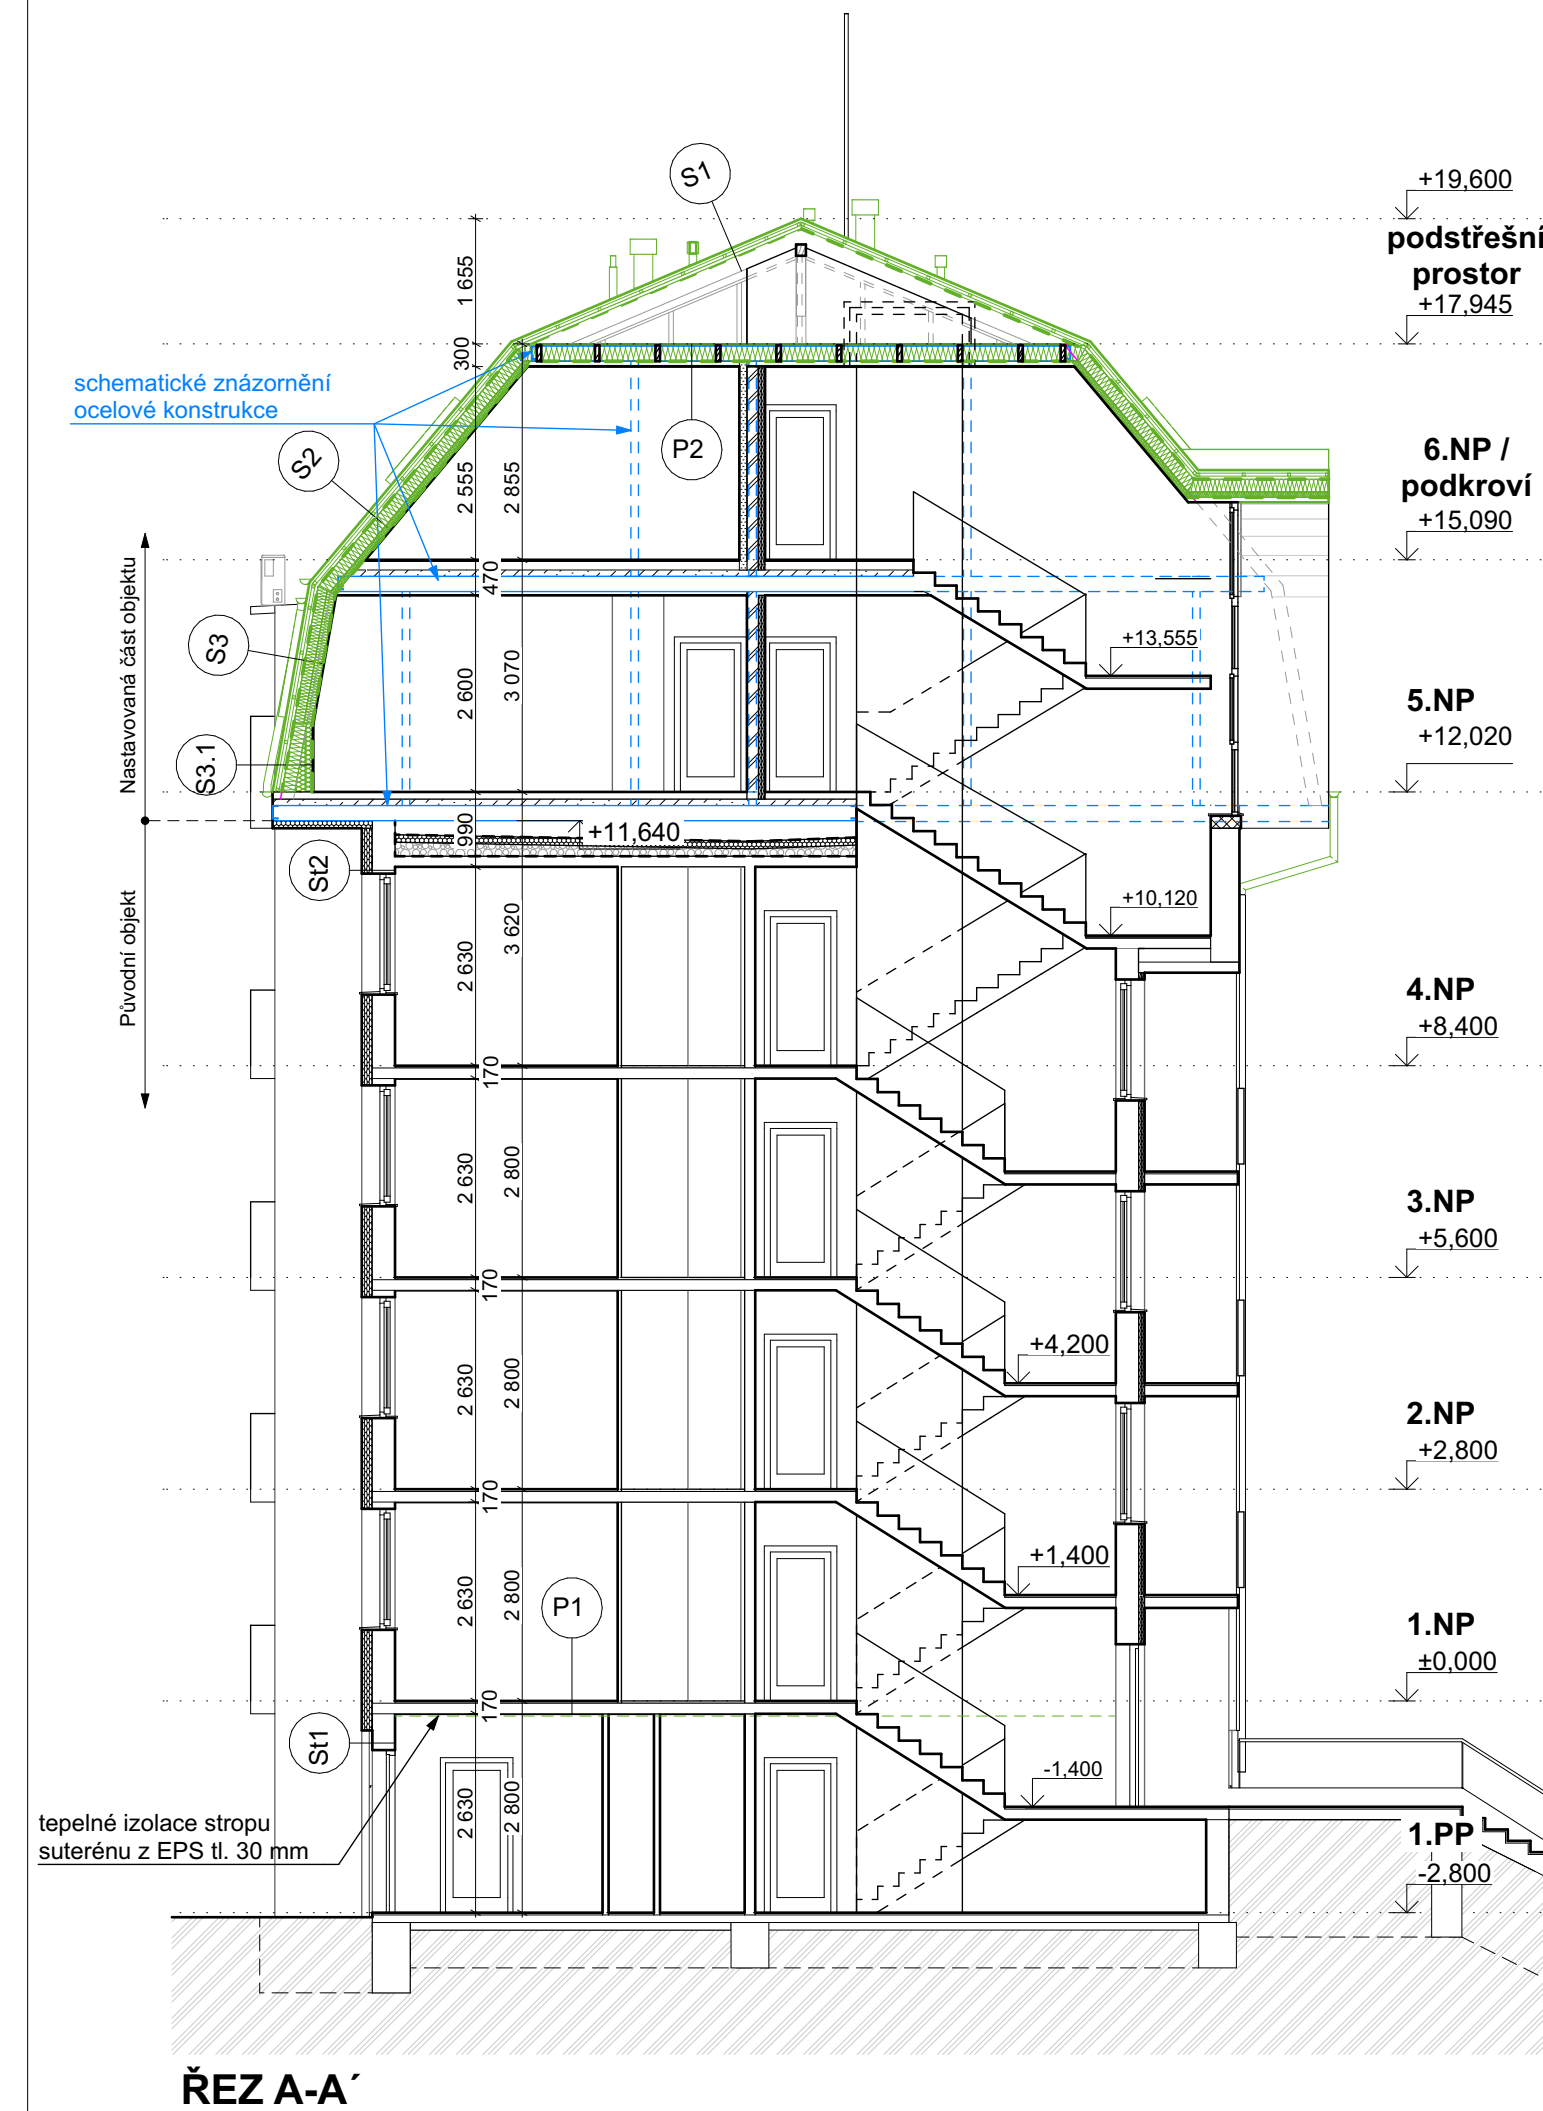 +19,600
podstřešní
prostor
+17,945
S1
1 655
300
schematické znázornění
ocelové konstrukce
S2
P2
2 555
2 855
6.NP /
podkroví
+15,090
470
Nastavovaná část objektu
S3
S3.1
2 600
3 070
+13,555
5.NP
+12,020
990
+11,640
St2
Původní objekt
2 630
3 620
+10,120
4.NP
+8,400
170
2 630
2 800
3.NP
+5,600
170
2 630
2 800
+4,200
2.NP
+2,800
170
2 630
2 800
P1
+1,400
1.NP
±0,000
170
St1
-1,400
2 630
2 800
tepelné izolace stropu
suterénu z EPS tl. 30 mm
1.PP
-2,800
ŘEZ A-A´